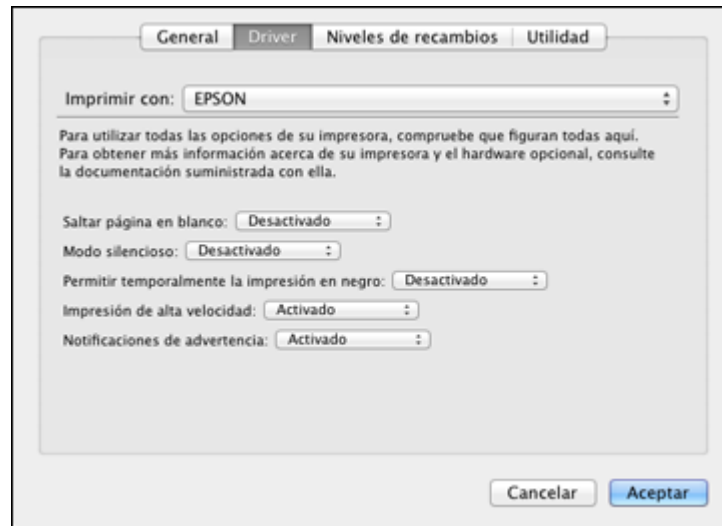 General Driver Niveles de recambios Utilidad
Imprimir con: EPSON
Para utilizar todas las opciones de su impresora, compruebe que figuran todas aquí.
Para obtener más información acerca de su impresora y el hardware opcional, consulte
la documentación suministrada con ella.
Saltar página en blanco: Desactivado
Modo silencioso: Desactivado
Permitir temporalmente la impresión en negro: Desactivado
Impresión de alta velocidad: Activado
Notificaciones de advertencia: Activado
Cancelar Aceptar